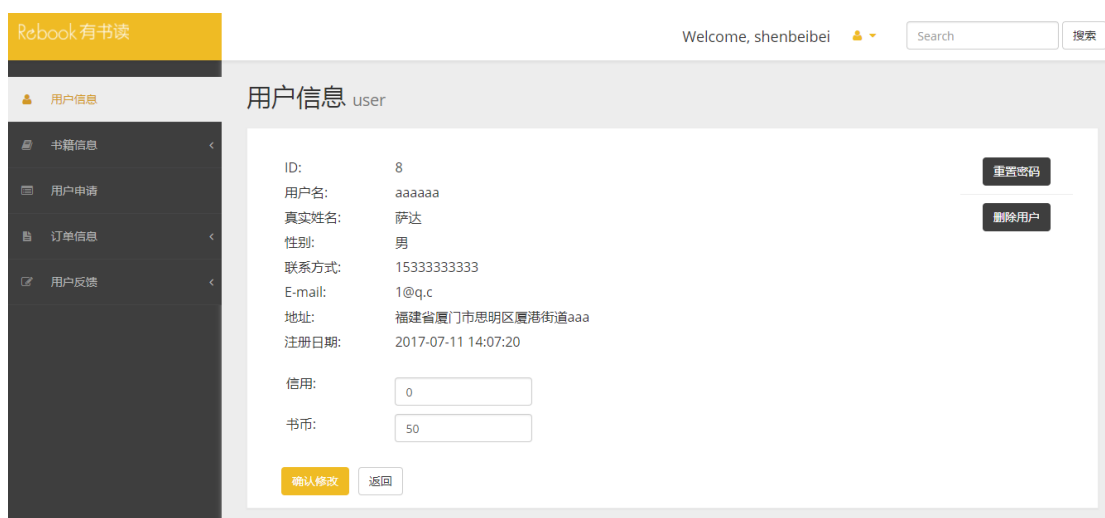 Rebook有书读
Welcome, shenbeibei
Search
搜索
用户信息
书籍信息
用户申请
订单信息
用户反馈
用户信息 user
ID: 8
用户名: aaaaaa
真实姓名: 萨达
性别: 男
联系方式: 15333333333
E-mail: 1@q.c
地址: 福建省厦门市思明区厦港街道aaa
注册日期: 2017-07-11 14:07:20
信用: 0
书币: 50
确认修改 返回
重置密码
删除用户